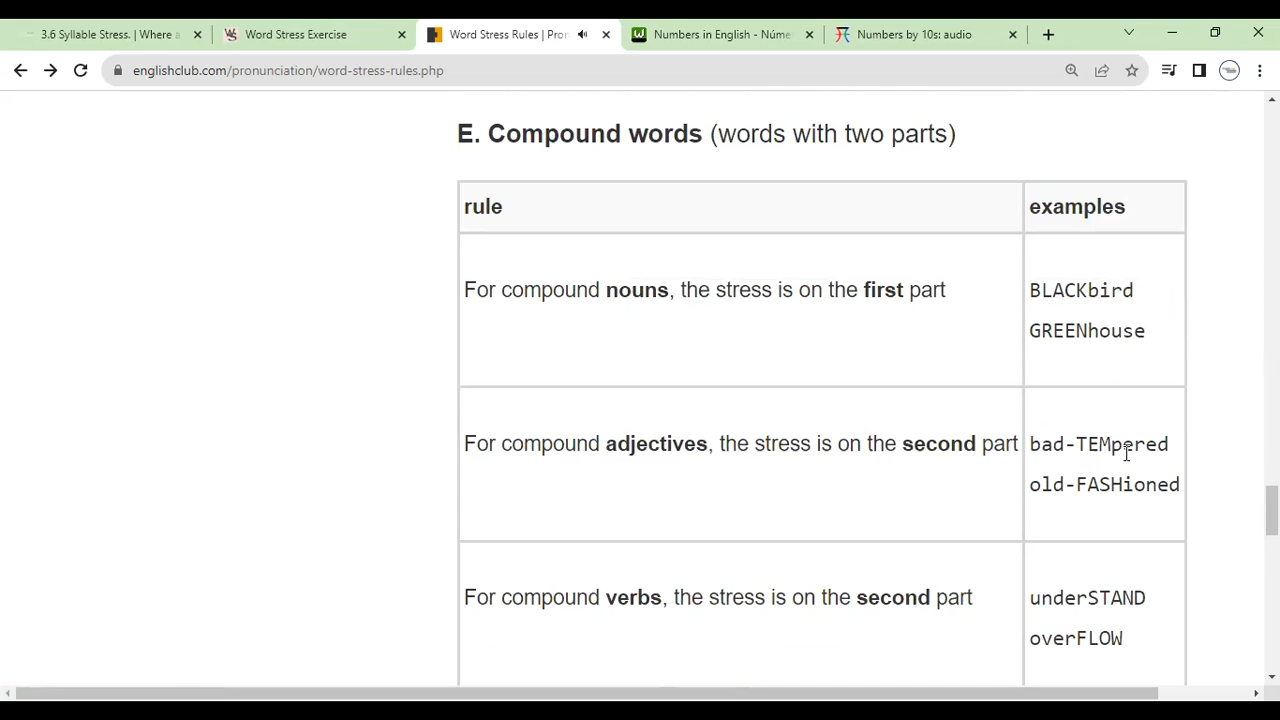 3.6 Syllable Stress. | Where a
Word Stress Exercise
Word Stress Rules | Pron
Numbers in English - Núme
Numbers by 10s: audio
englishclub.com/pronunciation/word-stress-rules.php
E. Compound words (words with two parts)
rule examples
For compound nouns, the stress is on the first part
BLACKbird
GREENhouse
For compound adjectives, the stress is on the second part
bad-TEMpered
old-FASHioned
For compound verbs, the stress is on the second part
underSTAND
overFLOW